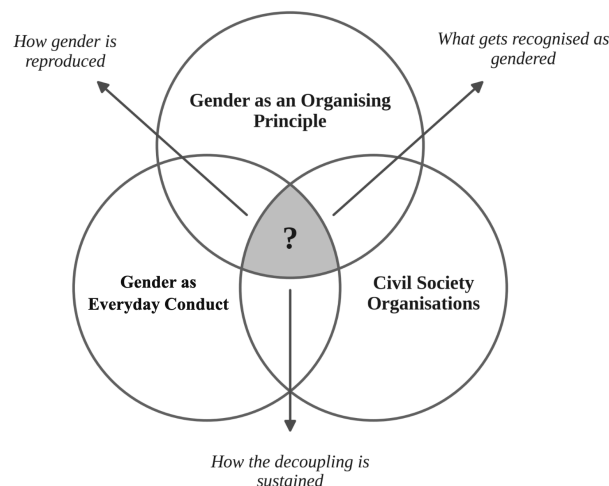 How gender is
reproduced
What gets recognised as
gendered
Gender as an Organising
Principle
?
Gender as
Everyday Conduct
Civil Society
Organisations
How the decoupling is
sustained